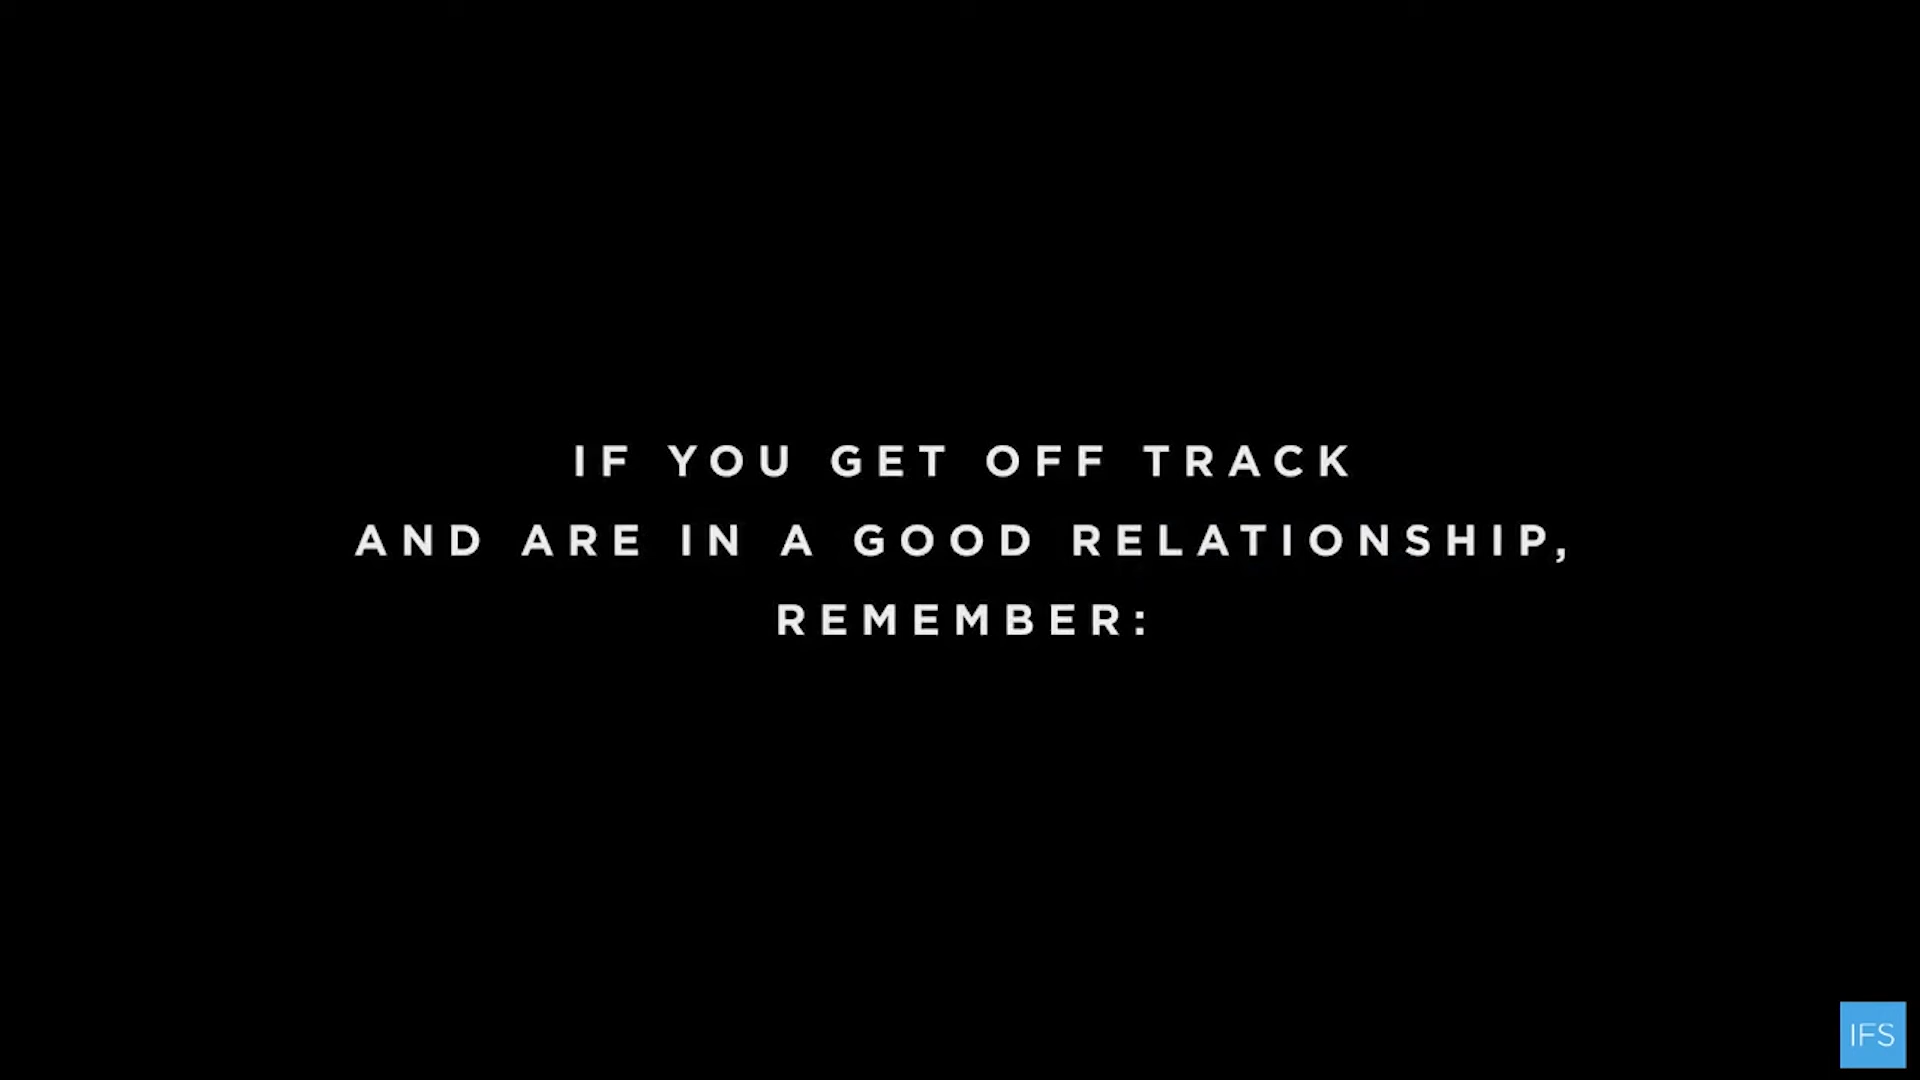 IF YOU GET OFF TRACK
AND ARE IN A GOOD RELATIONSHIP,
REMEMBER:
IFS